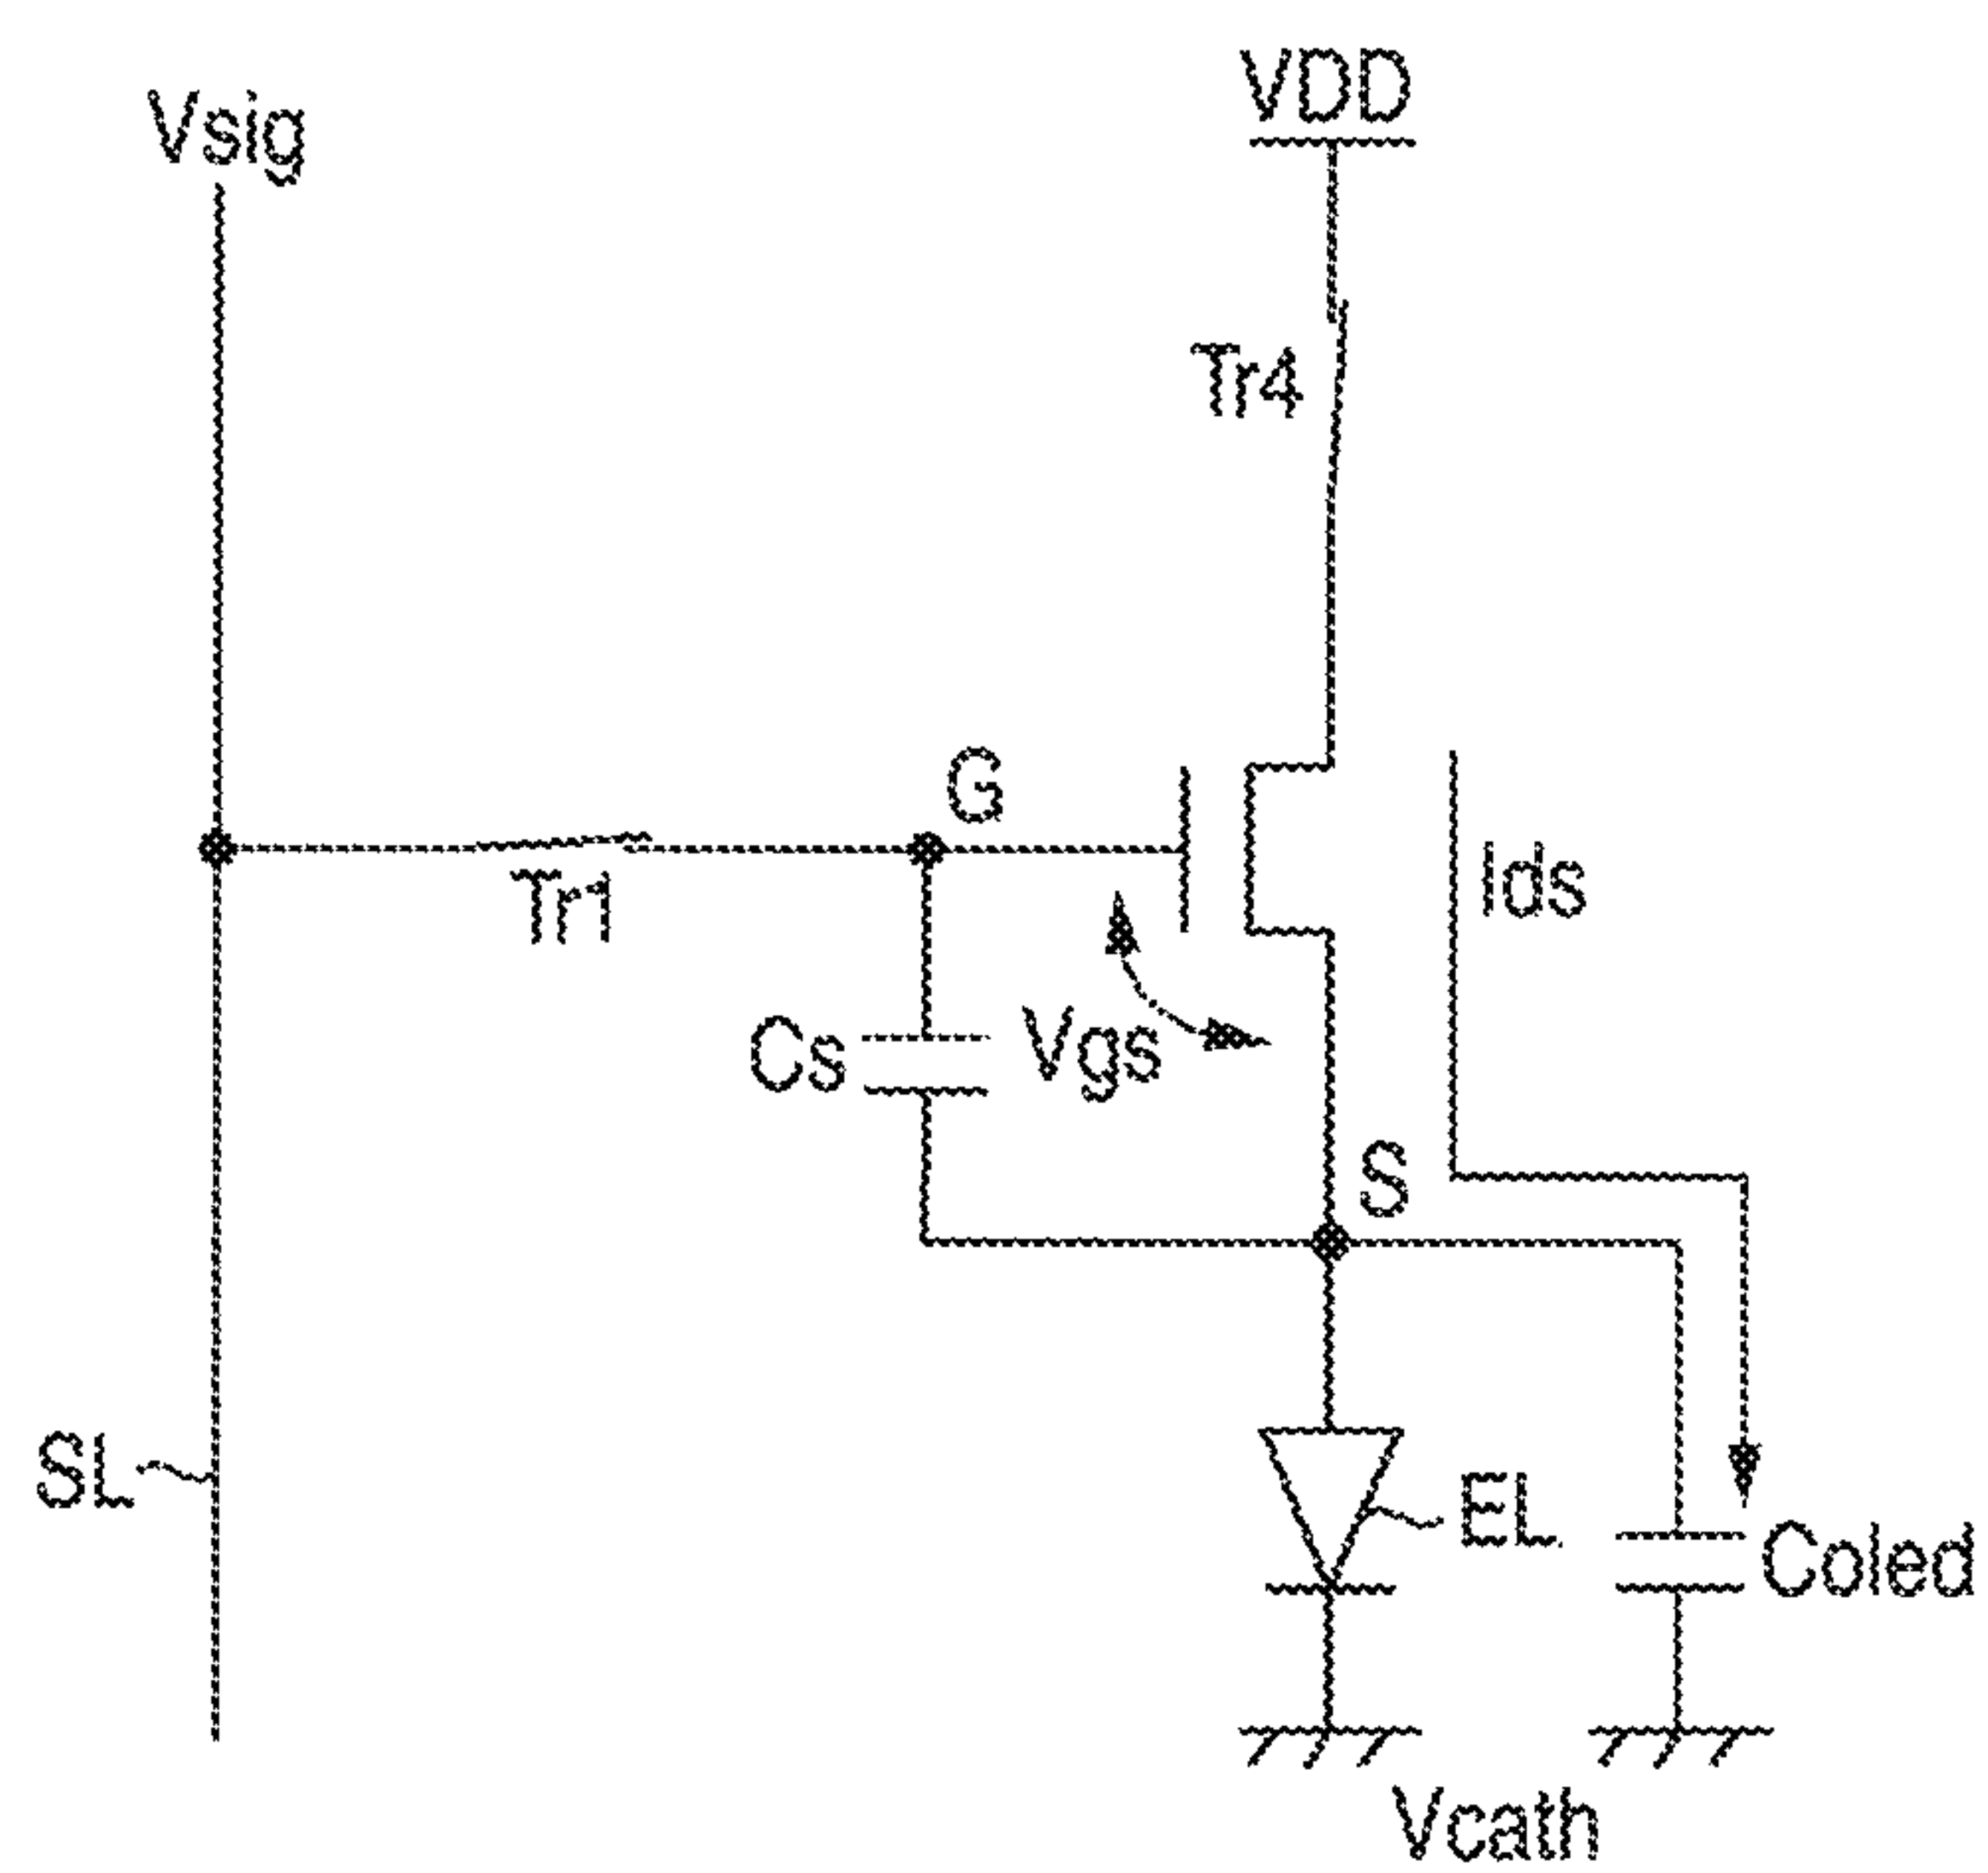 VDD
Vsig
Tr4
G
Ids
Tr1
Cs
Vgs
S
SL
EL
Coled
Vcath